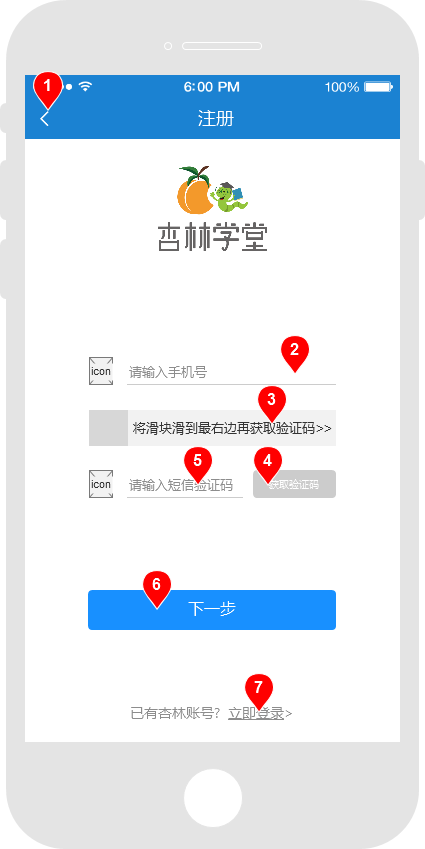 1
6:00 PM 100%
注册
杏林学堂
2
icon 请输入手机号
3
将滑块滑到最右边再获取验证码>>
5 4
icon 请输入短信验证码 获取验证码
6
下一步
7
已有杏林账号? 立即登录>